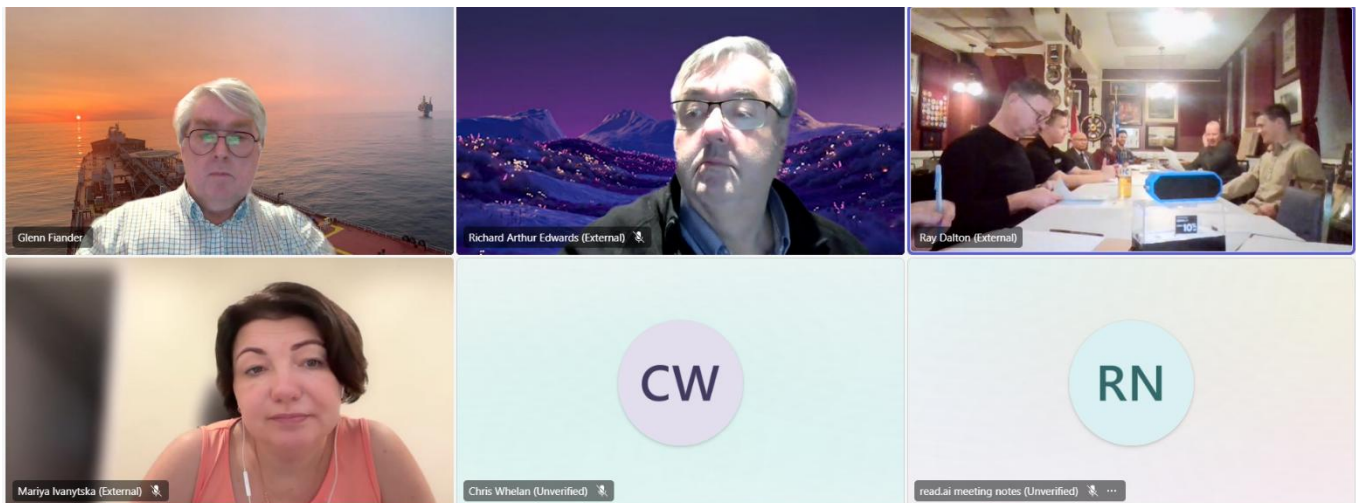 Glenn Fiander
Richard Arthur Edwards (External)
10%
Ray Dalton (External)
Mariya Ivanytska (External)
CW
Chris Whelan (Unverified)
RN
read.ai meeting notes (Unverified)